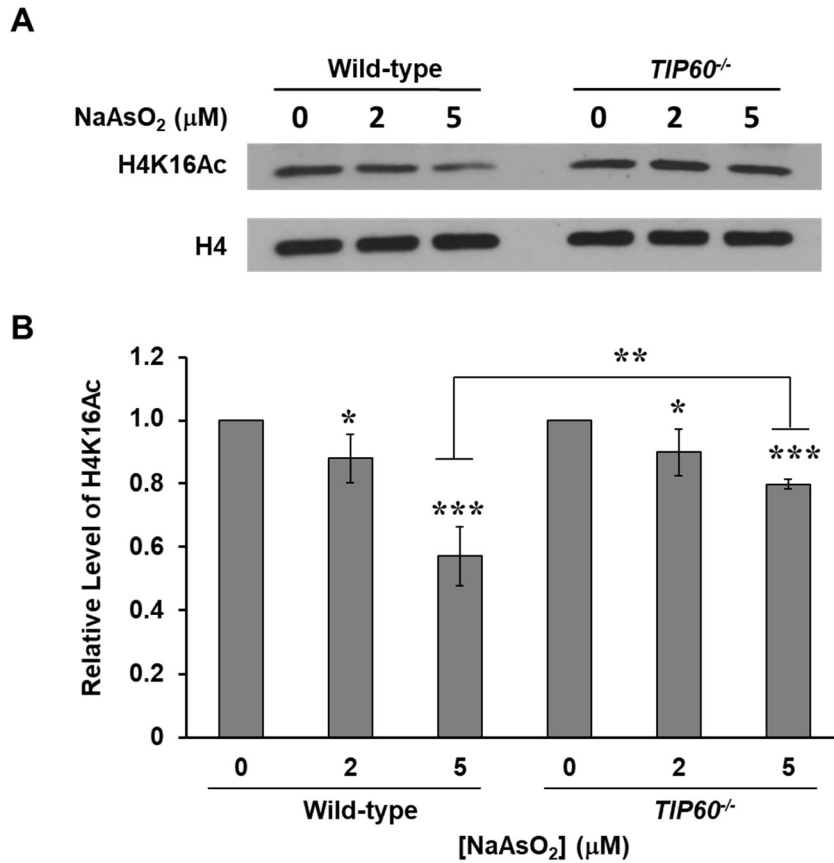 A
Wild-type TIP60-/-
NaAsO2 (μM) 0 2 5 0 2 5
H4K16Ac
H4
B
1.2
**
1.0
* *
*** ***
0.8
0.6
0.4
0.2
0
Relative Level of H4K16Ac
0 2 5 0 2 5
Wild-type TIP60-/-
[NaAsO2] (μM)